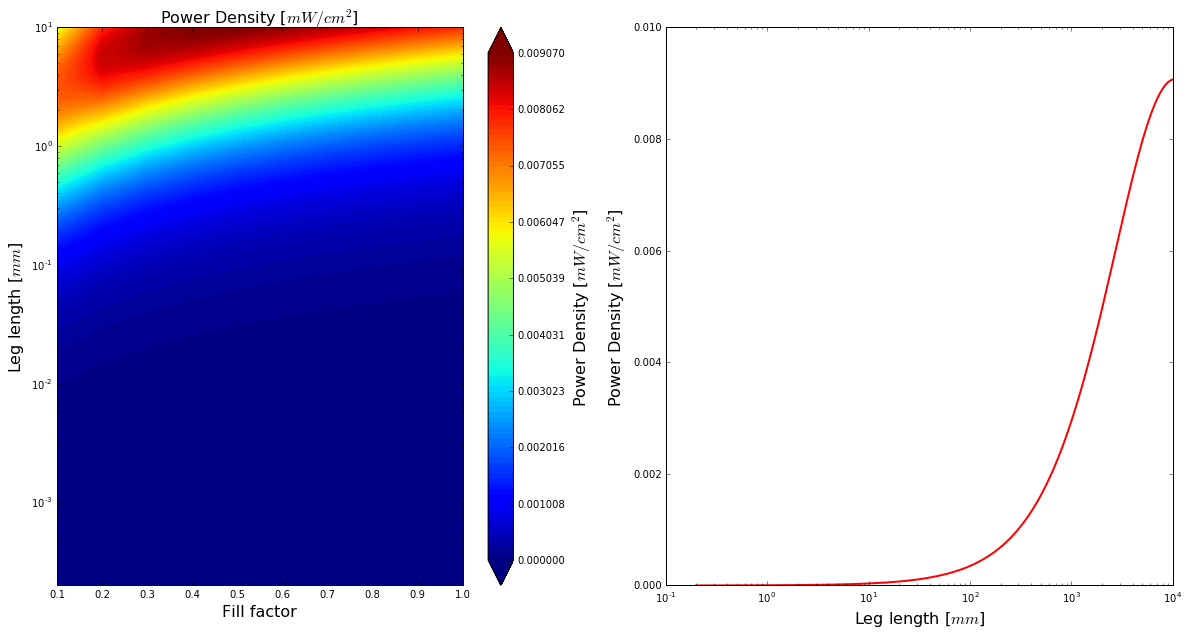 Power Density [mW/cm²]
10¹
10⁰
10⁻¹
10⁻²
10⁻³
Leg length [mm]
0.1 0.2 0.3 0.4 0.5 0.6 0.7 0.8 0.9 1.0
Fill factor
0.009070
0.008062
0.007055
0.006047
0.005039
0.004031
0.003023
0.002016
0.001008
0.000000
Power Density [mW/cm²]
Power Density [mW/cm²]
0.010
0.008
0.006
0.004
0.002
0.000
10⁻¹ 10⁰ 10¹ 10² 10³ 10⁴
Leg length [mm]